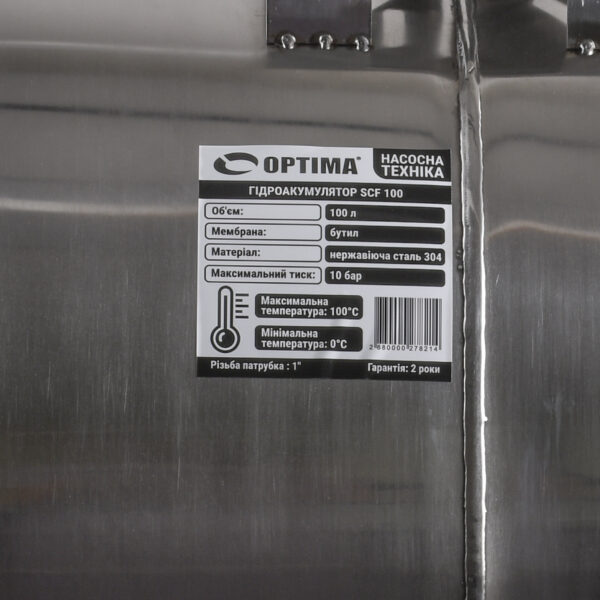 OPTIMA®
НАСОСНА
ТЕХНІКА
ГІДРОАКУМУЛЯТОР SCF 100
Об'єм: 100 л
Мембрана: бутил
Матеріал: нержавіюча сталь 304
Максимальний тиск: 10 бар
Максимальна
температура: 100°C
Мінімальна
температура: 0°C
2 880000 278214
Різьба патрубка : 1" Гарантія: 2 роки